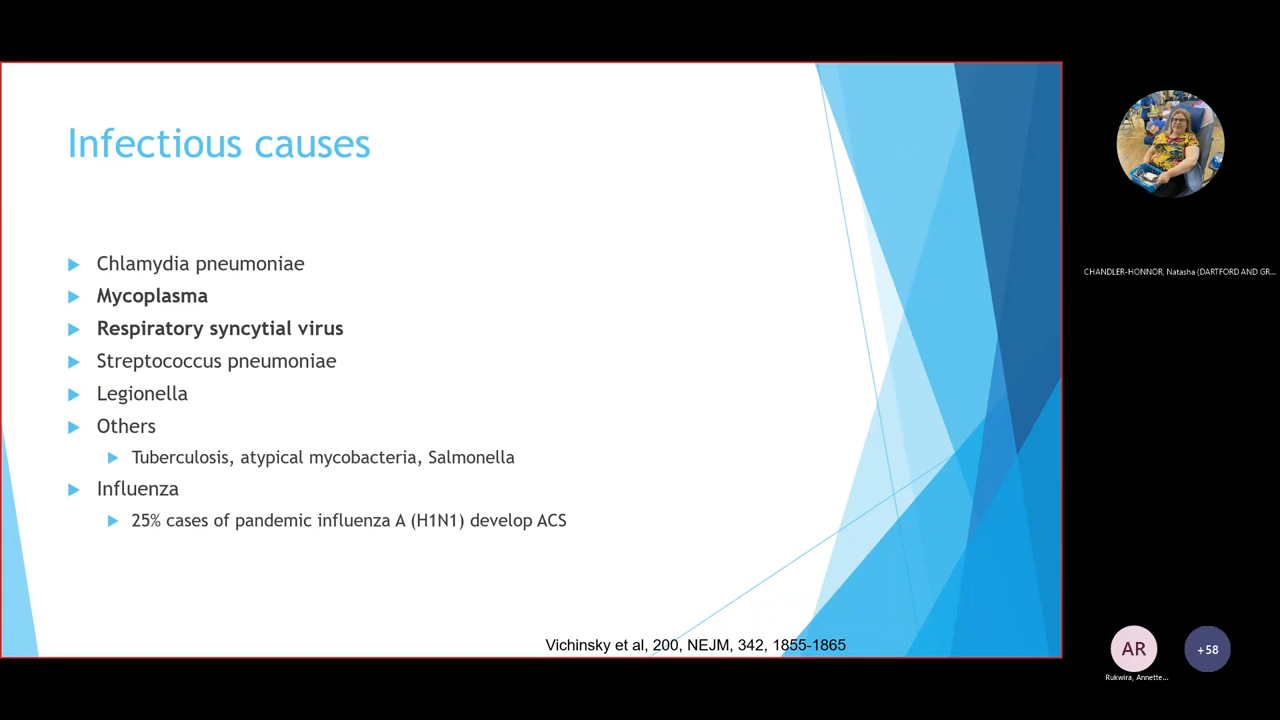 Infectious causes
Chlamydia pneumoniae
Mycoplasma
Respiratory syncytial virus
Streptococcus pneumoniae
Legionella
Others
Tuberculosis, atypical mycobacteria, Salmonella
Influenza
25% cases of pandemic influenza A (H1N1) develop ACS
Vichinsky et al, 200, NEJM, 342, 1855-1865
CHANDLER-HONNOR, Natasha (DARTFORD AND GR...
AR
+58
Rukwira, Annette...